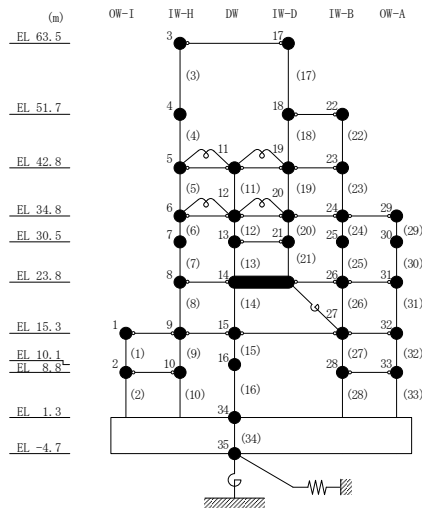 (m) OW-I IW-H DW IW-D IW-B OW-A
EL 63.5 3 17
(3) (17)
EL 51.7 4 18 22
(4) 11 19 (18) (22)
EL 42.8 5 23
(5) 12 (11) 20 (19) (23)
EL 34.8 6 24 29
(6) (12) (20) (24) (29)
EL 30.5 7 13 21 25 30
(7) (13) (21) (25) (30)
EL 23.8 8 14 26 31
(8) (14) (26) (31)
27
EL 15.3 1 9 15 32
(1) (9) (15) (27) (32)
EL 10.1 16
EL 8.8 2 10 28 33
(2) (10) (16) (28) (33)
EL 1.3 34
(34)
EL -4.7 35